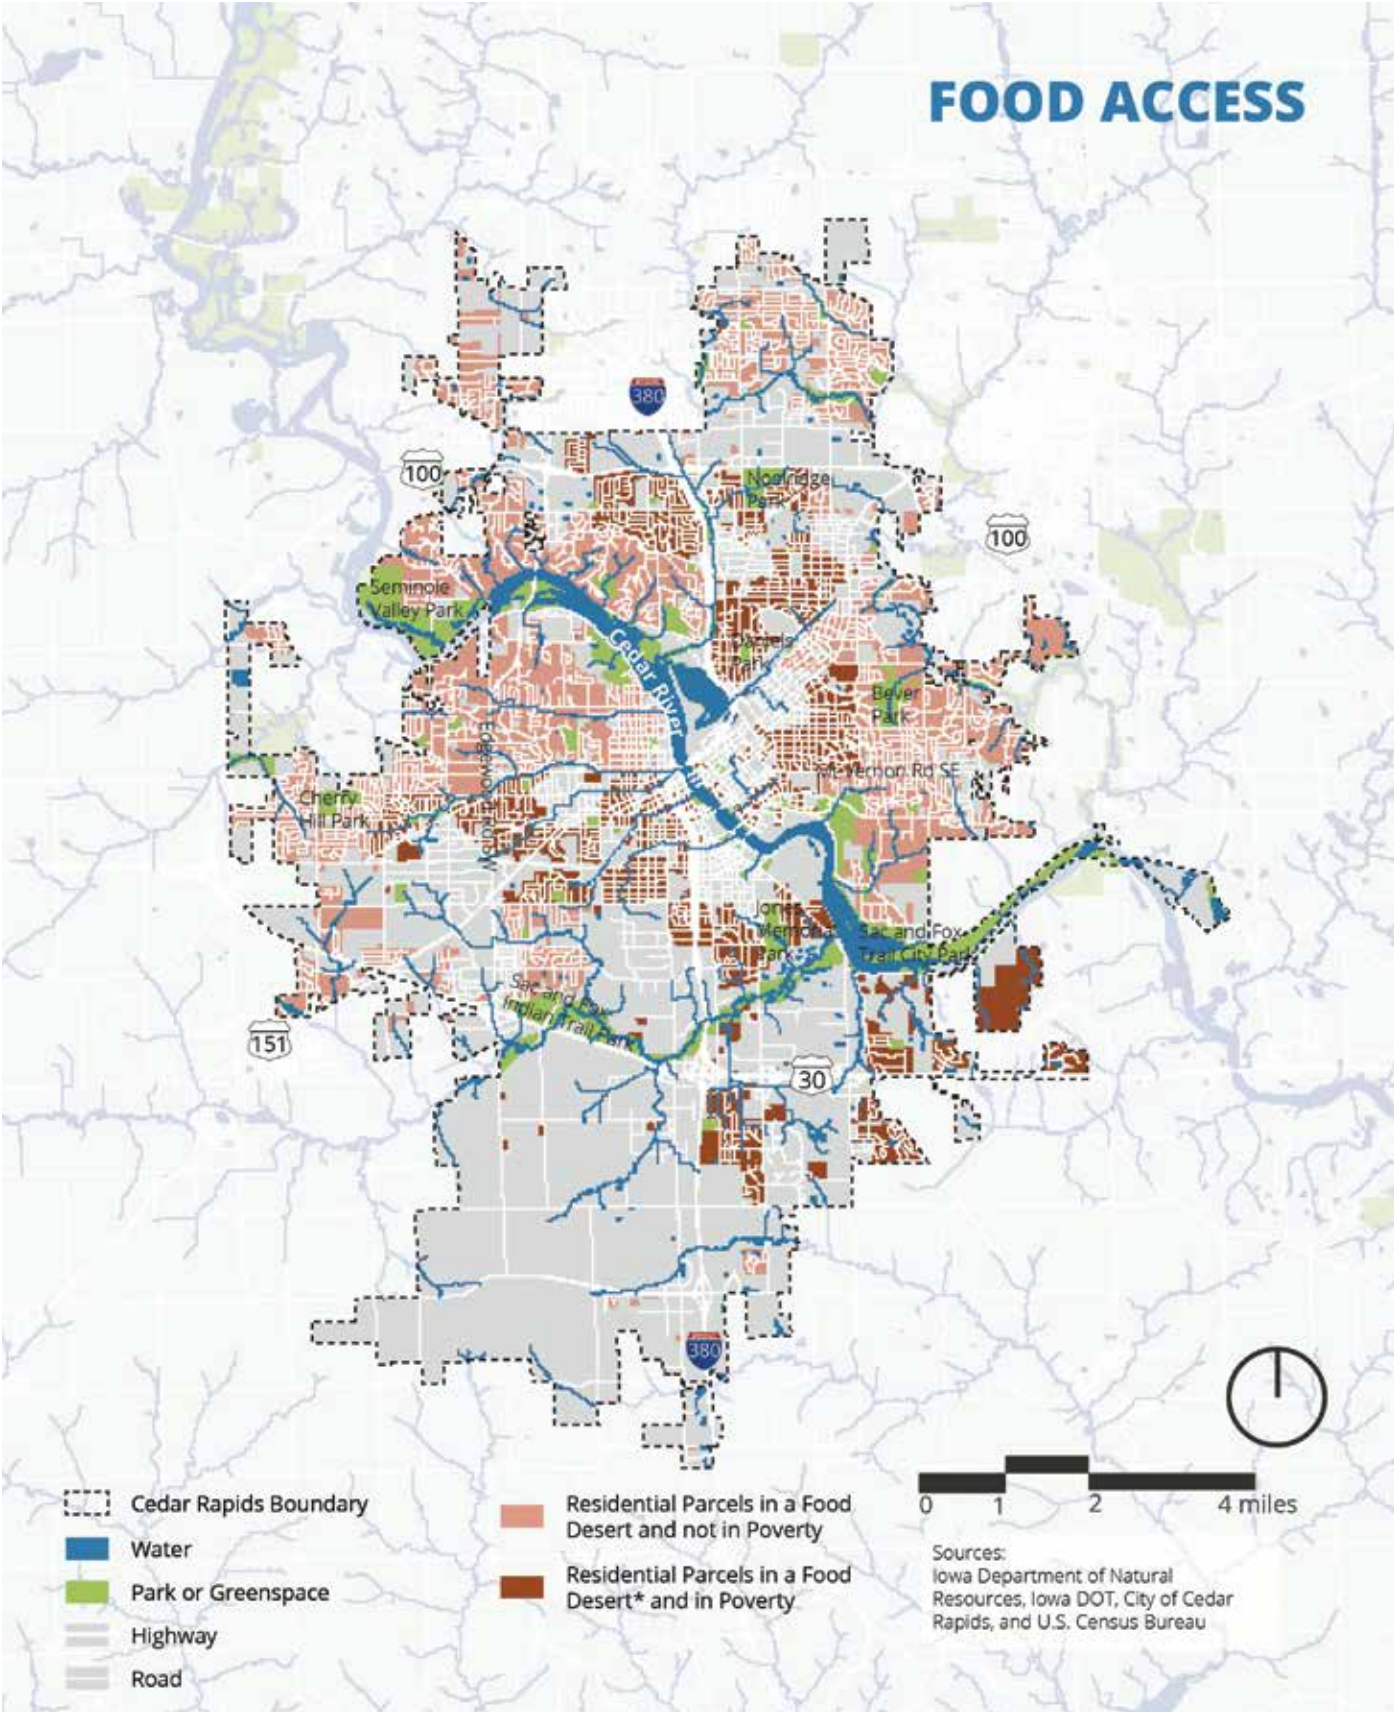 FOOD ACCESS
380
100
Noelridge
Park
100
Seminole
Valley Park
Daniels
Park
Cedar River
Bever
Park
Edgewood Rd NW
Mt Vernon Rd SE
Cherry
Hill Park
Jones
Memorial
Park
Sac and Fox
Trail City Park
Sac and Fox
Indian Trail Park
151
30
380
Cedar Rapids Boundary
Water
Park or Greenspace
Highway
Road
Residential Parcels in a Food
Desert and not in Poverty
Residential Parcels in a Food
Desert* and in Poverty
0 1 2 4 miles
Sources:
Iowa Department of Natural
Resources, Iowa DOT, City of Cedar
Rapids, and U.S. Census Bureau